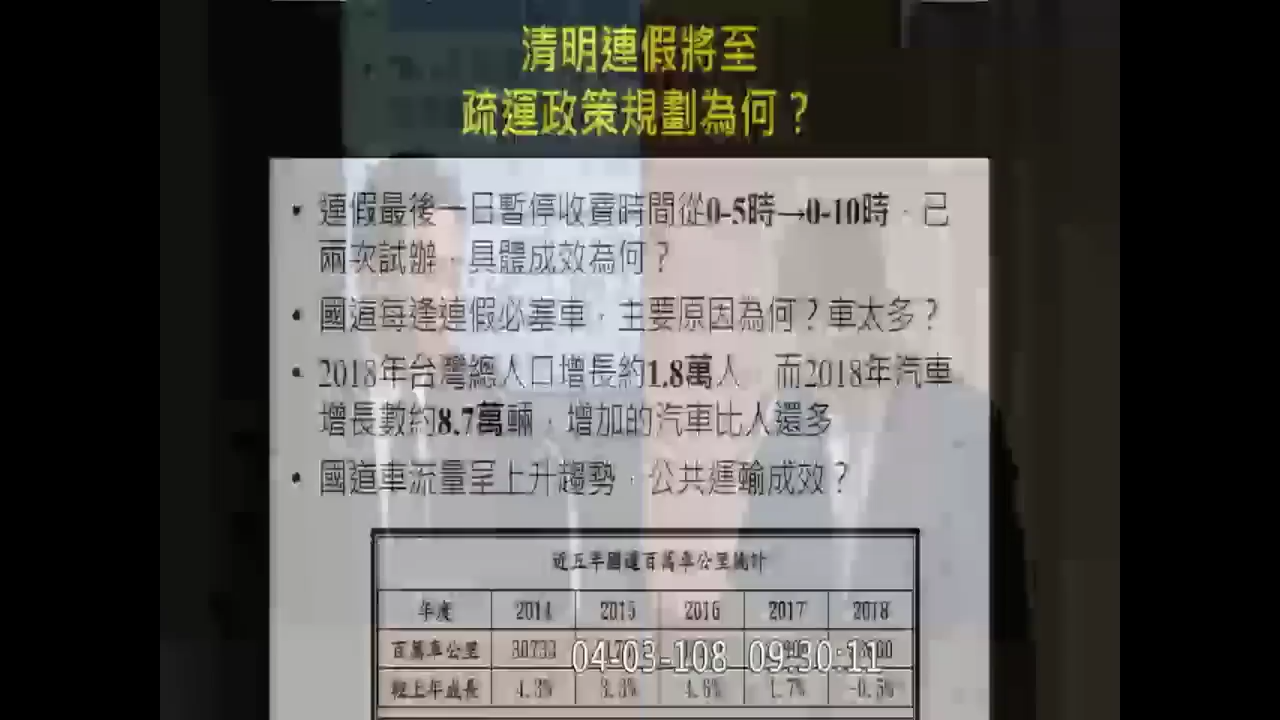 清明連假將至
疏運政策規劃為何？
• 連假最後一日暫停收費時間從0-5時→0-10時，已
兩次試辦，具體成效為何？
• 國道每逢連假必塞車，主要原因為何？車太多？
• 2018年台灣總人口增長約1.8萬人，而2018年汽車
增長數約8.7萬輛，增加的汽車比人還多
• 國道車流量呈上升趨勢，公共運輸成效？
近五年國道百萬車公里統計
年度 2014 2015 2016 2017 2018
百萬車公里 30733
04-03-108 09:30:11
較上年成長 4.3% 3.3% 4.6% 1.7% -0.5%